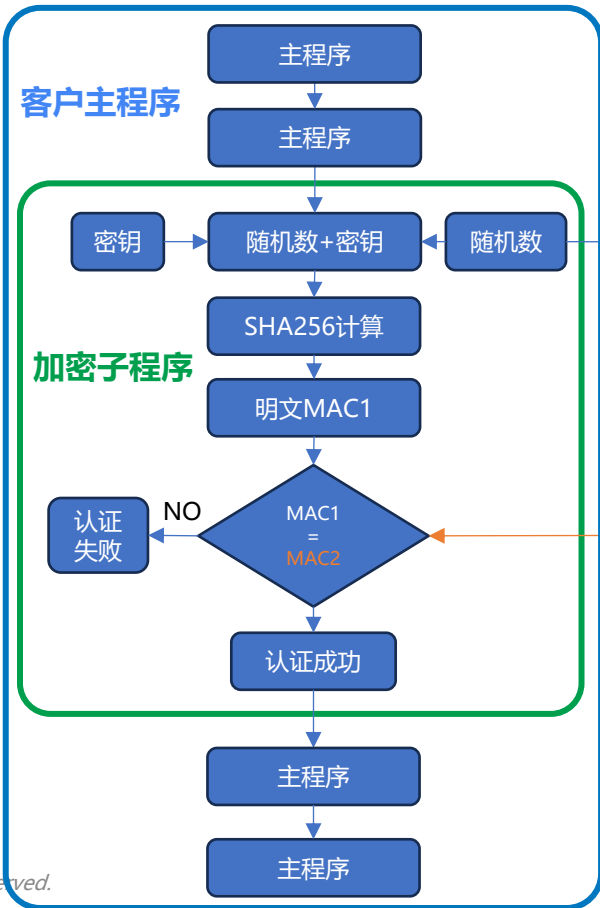 主程序
客户主程序
主程序
密钥
随机数+密钥
随机数
SHA256计算
加密子程序
明文MAC1
NO
认证
失败
MAC1
=
MAC2
认证成功
主程序
主程序